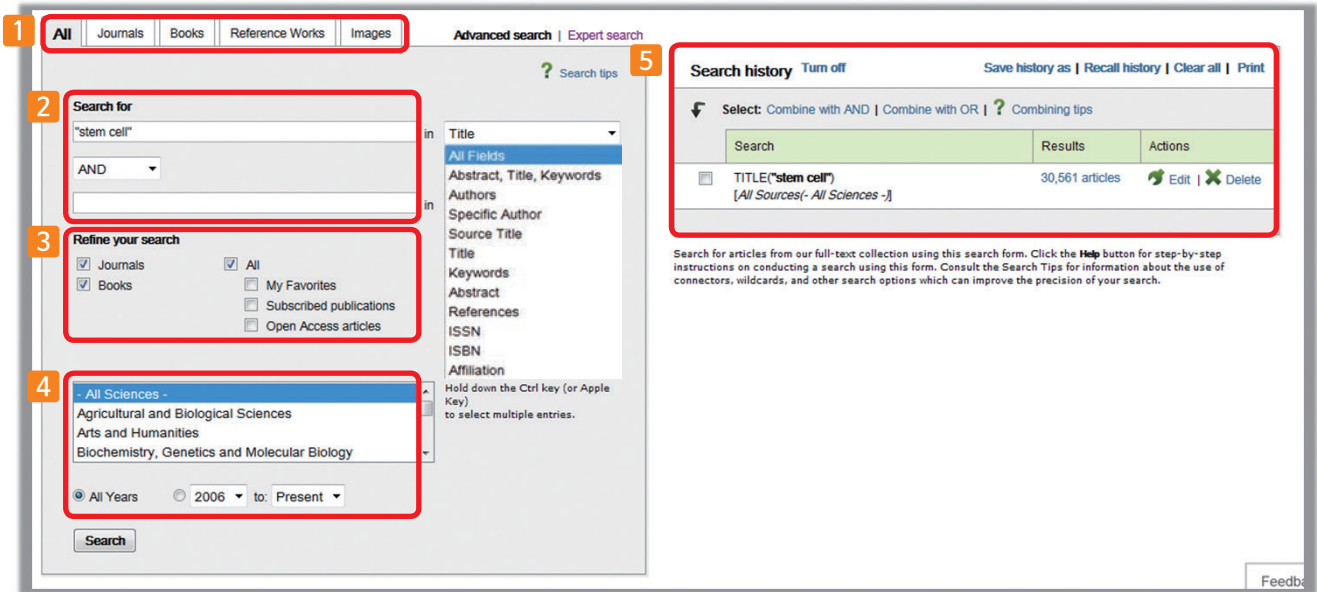 1
All Journals Books Reference Works Images
Advanced search | Expert search
? Search tips
2
Search for
"stem cell" in Title
AND
in
All Fields
Abstract, Title, Keywords
Authors
Specific Author
Source Title
Title
Keywords
Abstract
References
ISSN
ISBN
Affiliation
Hold down the Ctrl key (or Apple
Key)
to select multiple entries.
3
Refine your search
Journals All
Books My Favorites
Subscribed publications
Open Access articles
4
- All Sciences -
Agricultural and Biological Sciences
Arts and Humanities
Biochemistry, Genetics and Molecular Biology
All Years 2006 to: Present
Search
5
Search history Turn off Save history as | Recall history | Clear all | Print
Select: Combine with AND | Combine with OR | ? Combining tips
Search Results Actions
TITLE("stem cell") 30,561 articles Edit | Delete
[All Sources(- All Sciences -)]
Search for articles from our full-text collection using this search form. Click the Help button for step-by-step
instructions on conducting a search using this form. Consult the Search Tips for information about the use of
connectors, wildcards, and other search options which can improve the precision of your search.
Feedba